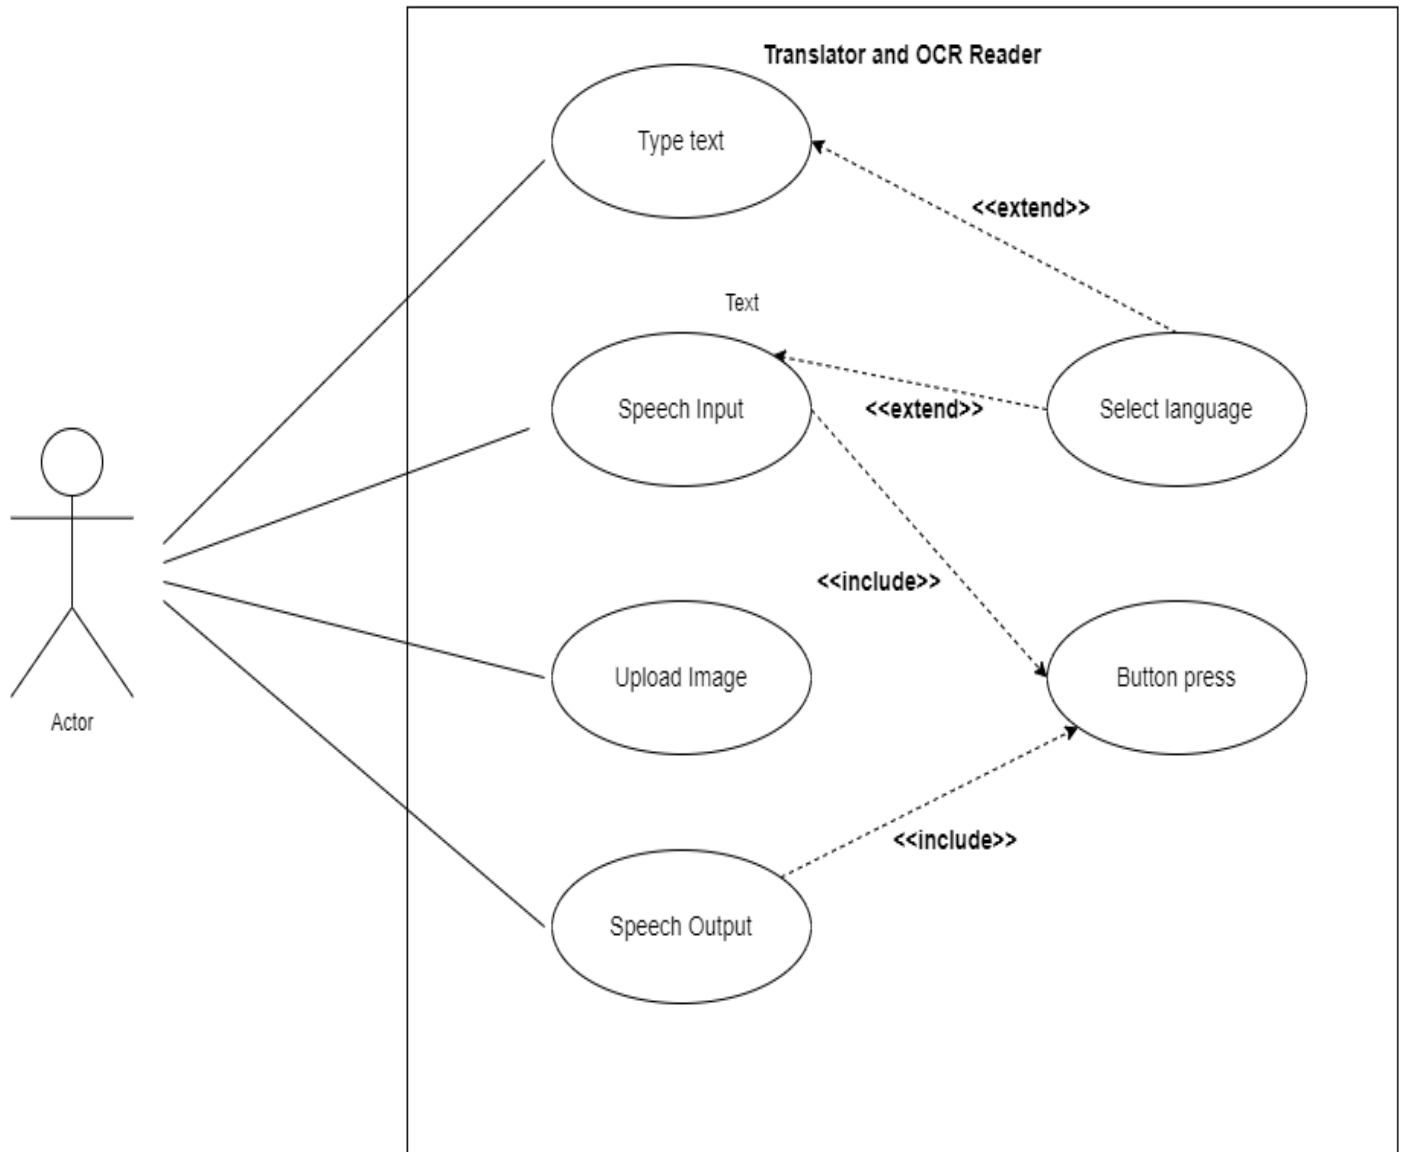 Translator and OCR Reader
Type text
<<extend>>
Text
Speech Input
<<extend>>
Select language
<<include>>
Upload Image
Button press
Actor
<<include>>
Speech Output